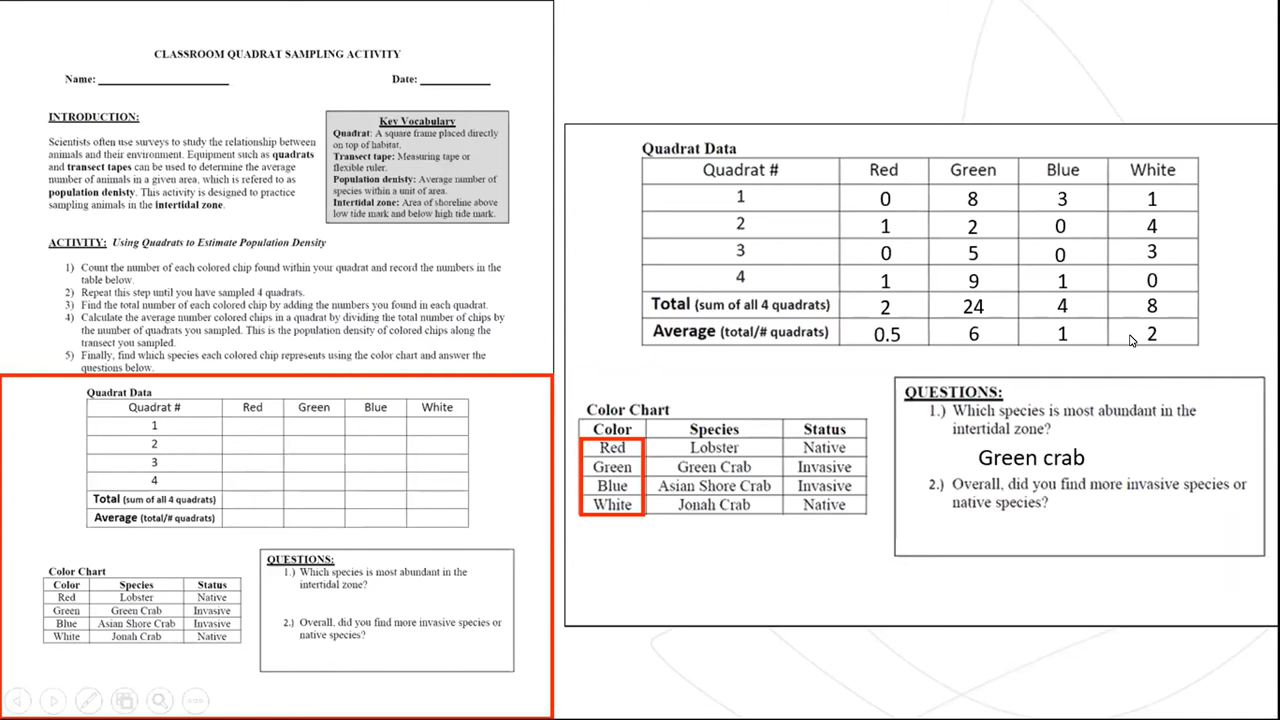 CLASSROOM QUADRAT SAMPLING ACTIVITY
Name: Date:
INTRODUCTION:
Scientists often use surveys to study the relationship between
animals and their environment. Equipment such as quadrats
and transect tapes can be used to determine the average
number of animals in a given area, which is refered to as
population denisty. This activity is designed to practice
sampling animals in the intertidal zone.
Key Vocabulary
Quadrat: A square frame placed directly
on top of habitat.
Transect tape: Measuring tape or
flexible ruler.
Population denisty: Average number of
species within a unit of area.
Intertidal zone: Area of shoreline above
low tide mark and below high tide mark.
ACTIVITY: Using Quadrats to Estimate Population Density
1) Count the number of each colored chip found within your quadrat and record the numbers in the
table below.
2) Repeat this step until you have sampled 4 quadrats.
3) Find the total number of each colored chip by adding the numbers you found in each quadrat.
4) Calculate the average number colored chips in a quadrat by dividing the total number of chips by
the number of quadrats you sampled. This is the population density of colored chips along the
transect you sampled.
5) Finally, find which species each colored chip represents using the color chart and answer the
questions below.
Quadrat Data
Quadrat # Red Green Blue White
1
2
3
4
Total (sum of all 4 quadrats)
Average (total/# quadrats)
Color Chart
Color Species Status
Red Lobster Native
Green Green Crab Invasive
Blue Asian Shore Crab Invasive
White Jonah Crab Native
QUESTIONS:
1.) Which species is most abundant in the
intertidal zone?
2.) Overall, did you find more invasive species or
native species?
Quadrat Data
Quadrat # Red Green Blue White
1 0 8 3 1
2 1 2 0 4
3 0 5 0 3
4 1 9 1 0
Total (sum of all 4 quadrats) 2 24 4 8
Average (total/# quadrats) 0.5 6 1 2
Color Chart
Color Species Status
Red Lobster Native
Green Green Crab Invasive
Blue Asian Shore Crab Invasive
White Jonah Crab Native
QUESTIONS:
1.) Which species is most abundant in the
intertidal zone?
Green crab
2.) Overall, did you find more invasive species or
native species?